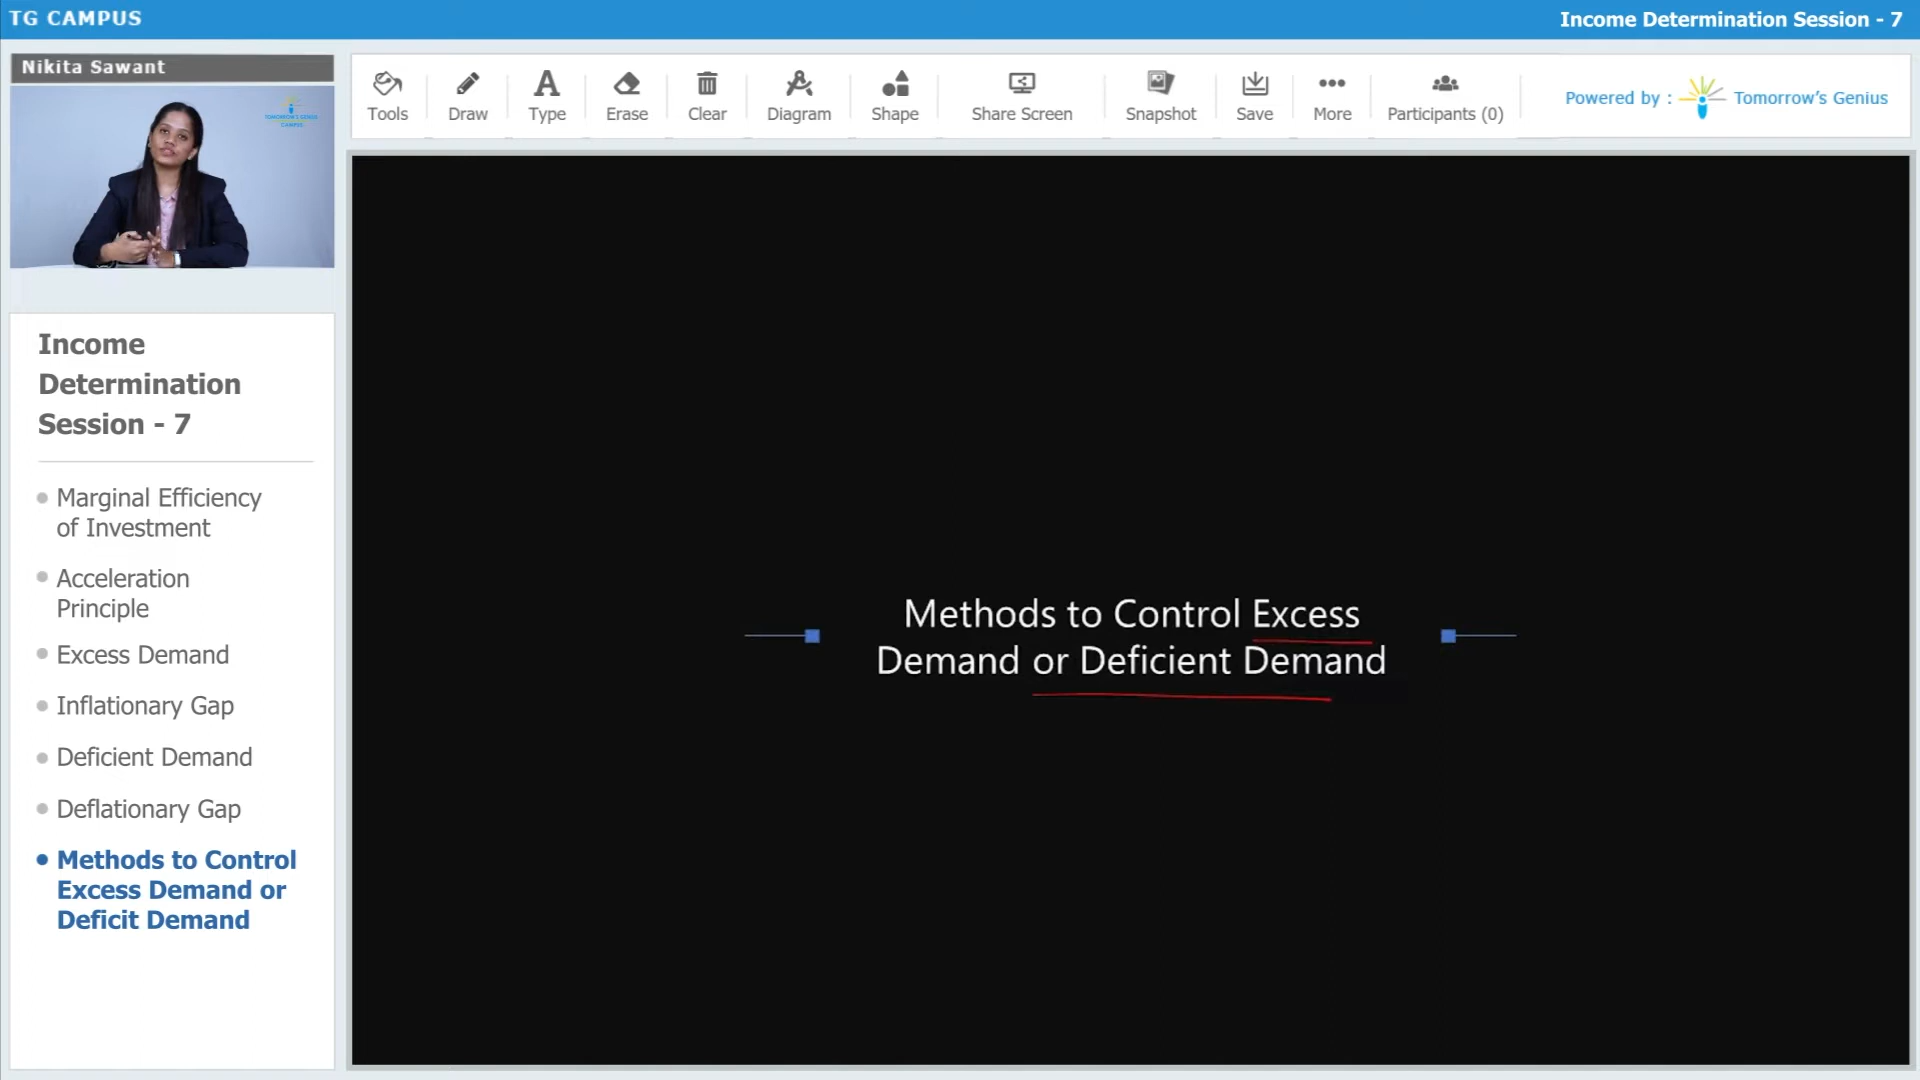 TG CAMPUS
Income Determination Session - 7
Nikita Sawant
TOMORROW'S GENIUS
CAMPUS
Tools
Draw
Type
Erase
Clear
Diagram
Shape
Share Screen
Snapshot
Save
More
Participants (0)
Powered by :
Tomorrow's Genius
Income
Determination
Session - 7
Marginal Efficiency
of Investment
Acceleration
Principle
Excess Demand
Inflationary Gap
Deficient Demand
Deflationary Gap
Methods to Control
Excess Demand or
Deficit Demand
Methods to Control Excess
Demand or Deficient Demand